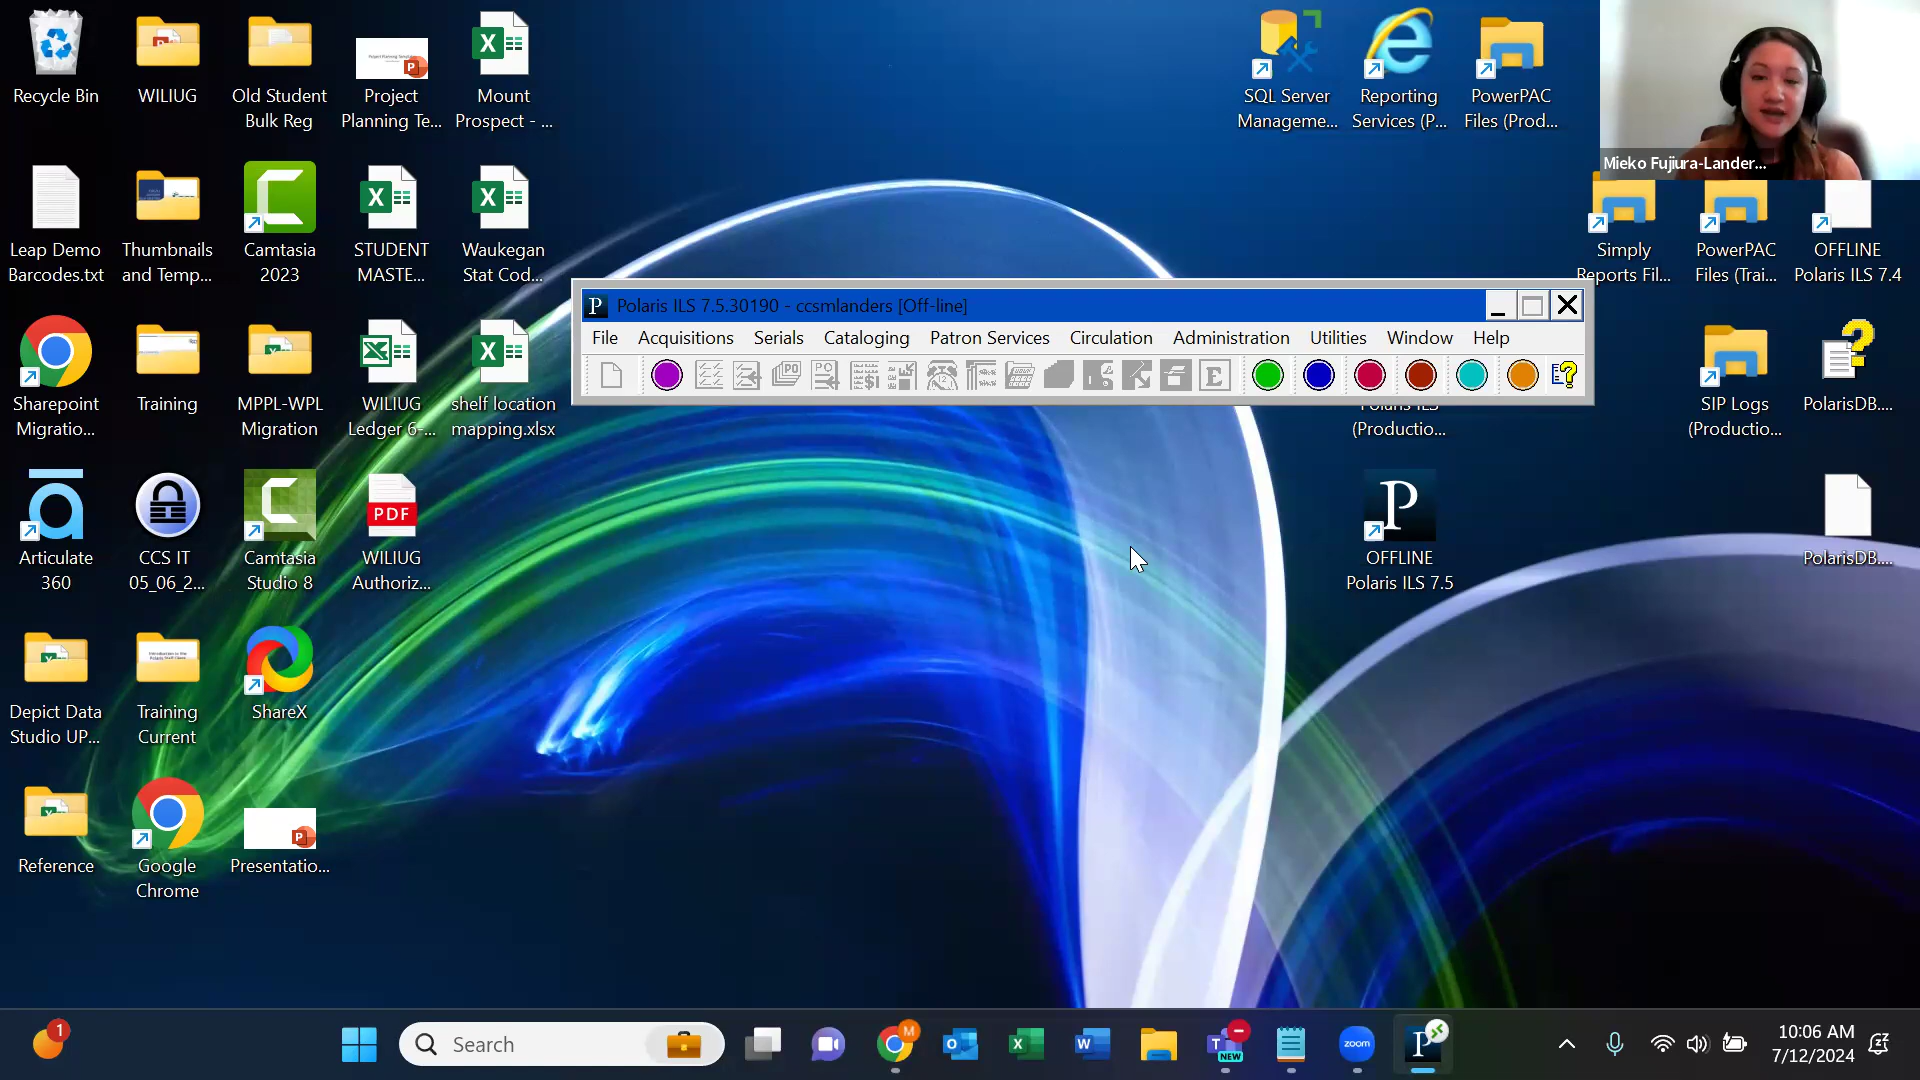 Recycle Bin
WILIUG
Old Student
Bulk Reg
Project
Planning Te...
Mount
Prospect - ...
SQL Server
Manageme...
Reporting
Services (P...
PowerPAC
Files (Prod...
Mieko Fujiura-Lander...
Leap Demo
Barcodes.txt
Thumbnails
and Temp...
Camtasia
2023
STUDENT
MASTE...
Waukegan
Stat Cod...
Simply
Reports Fil...
PowerPAC
Files (Trai...
OFFLINE
Polaris ILS 7.4
Polaris ILS 7.5.30190 - ccsmlanders [Off-line]
File Acquisitions Serials Cataloging Patron Services Circulation Administration Utilities Window Help
Sharepoint
Migratio...
Training
MPPL-WPL
Migration
WILIUG
Ledger 6-...
shelf location
mapping.xlsx
Polaris ILS
(Productio...
SIP Logs
(Productio...
PolarisDB....
Articulate
360
CCS IT
05_06_2...
Camtasia
Studio 8
PDF
WILIUG
Authoriz...
OFFLINE
Polaris ILS 7.5
PolarisDB....
Depict Data
Studio UP...
Training
Current
ShareX
Reference
Google
Chrome
Presentatio...
1
Search
M
NEW
zoom
10:06 AM
7/12/2024